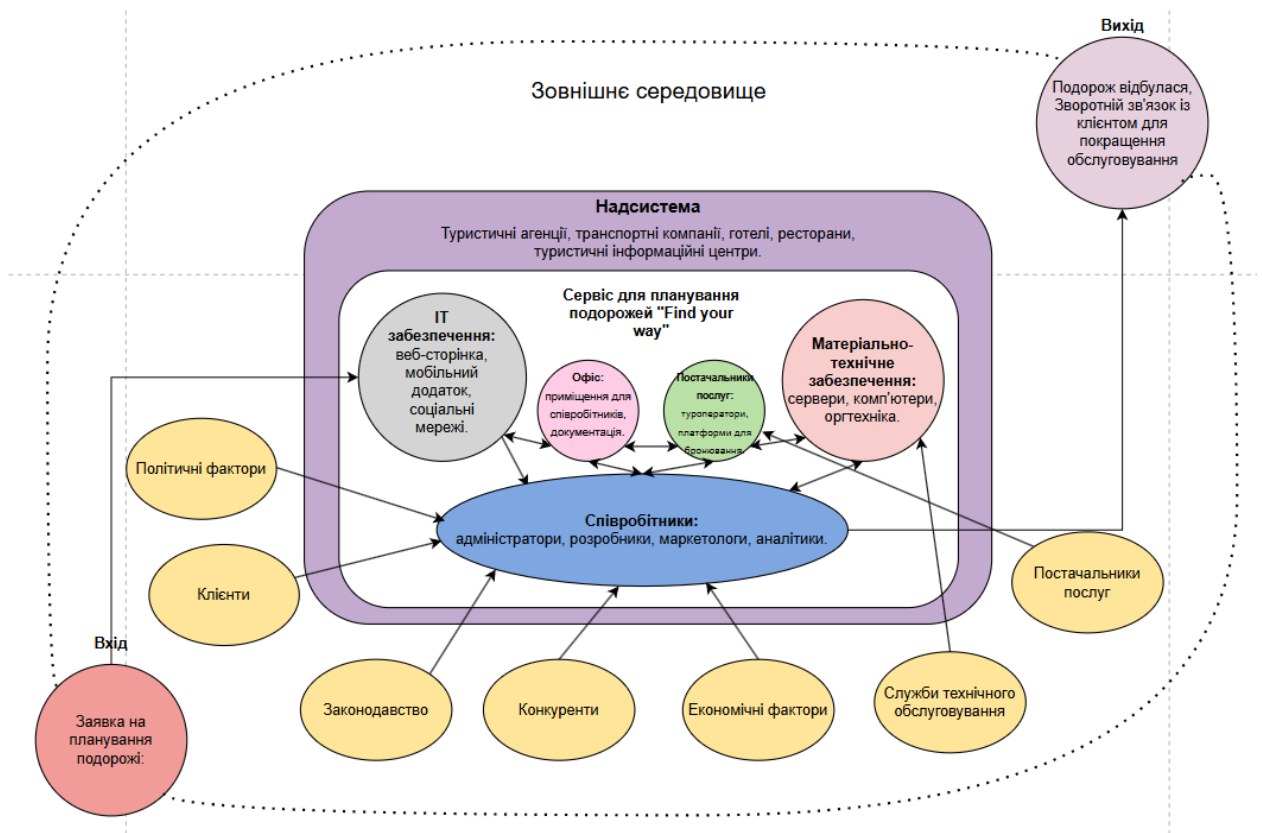 Вихід
Подорож відбулася,
Зворотній зв'язок із
клієнтом для
покращення
обслуговування
Зовнішнє середовище
Надсистема
Туристичні агенції, транспортні компанії, готелі, ресторани,
туристичні інформаційні центри.
Сервіс для планування
подорожей "Find your
way"
ІТ
забезпечення:
веб-сторінка,
мобільний
додаток,
соціальні
мережі.
Офіс:
приміщення для
співробітників,
документація.
Постачальники
послуг:
туроператори,
платформи для
бронювання.
Матеріально-
технічне
забезпечення:
сервери, комп'ютери,
оргтехніка.
Співробітники:
адміністратори, розробники, маркетологи, аналітики.
Політичні фактори
Клієнти
Постачальники
послуг
Вхід
Заявка на
планування
подорожі:
Законодавство
Конкуренти
Економічні фактори
Служби технічного
обслуговування